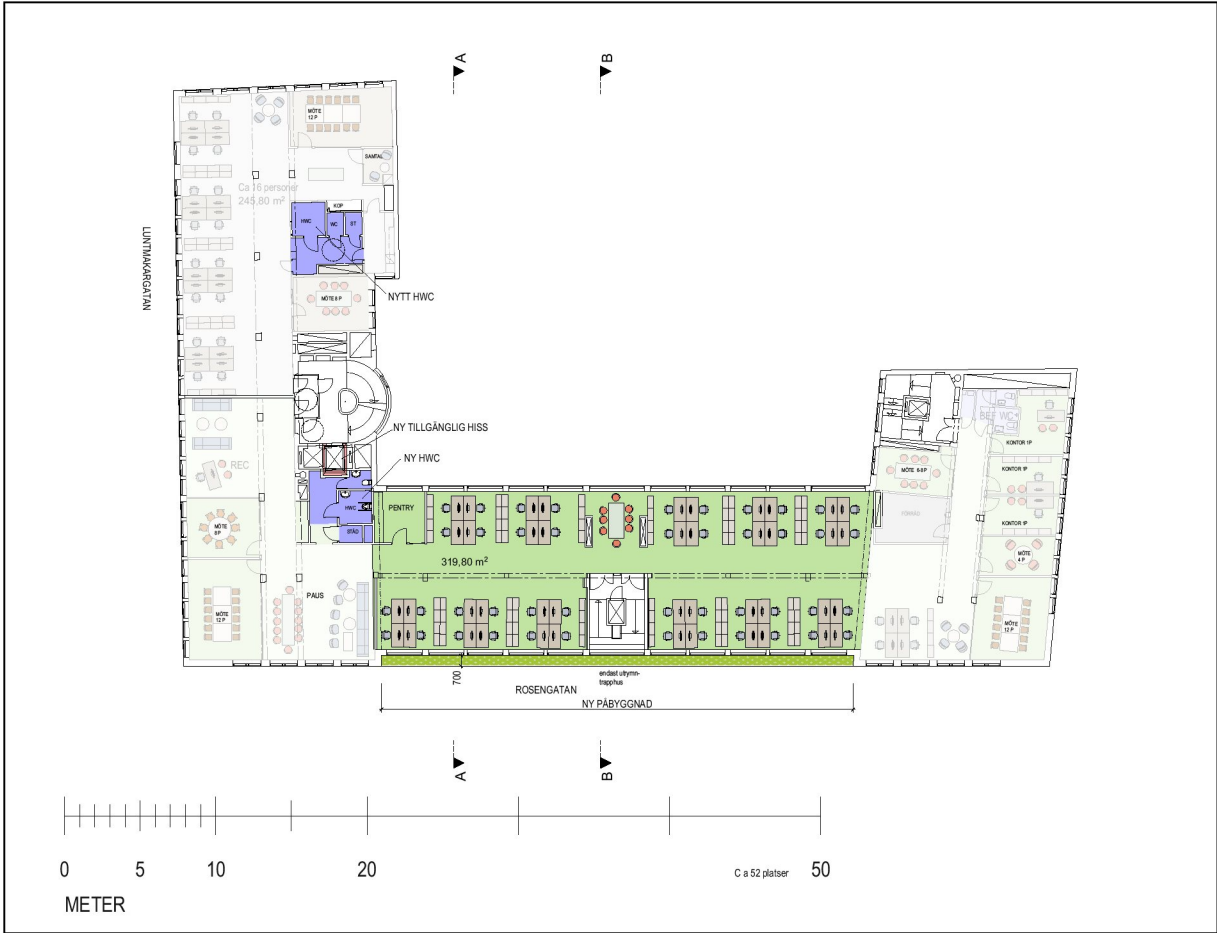 A
B
MÖTE
12 P
SAMTAL
Ca 16 personer
245,80 m²
KOP
HWC
WC
ST
LUNTMAKARGATAN
NYTT HWC
MÖTE 8 P
NY TILLGÄNGLIG HISS
REC
NY HWC
BEF WC
KONTOR 1P
MÖTE 6-8 P
KONTOR 1P
HWC
PENTRY
MÖTE
8 P
STÄD
KONTOR 1P
319,80 m²
MÖTE
4 P
PAUS
MÖTE
12 P
MÖTE
12 P
700
endast utrymn-
trapphus
ROSENGATAN
NY PÅBYGGNAD
A
B
0
5
10
20
C a 52 platser
50
METER